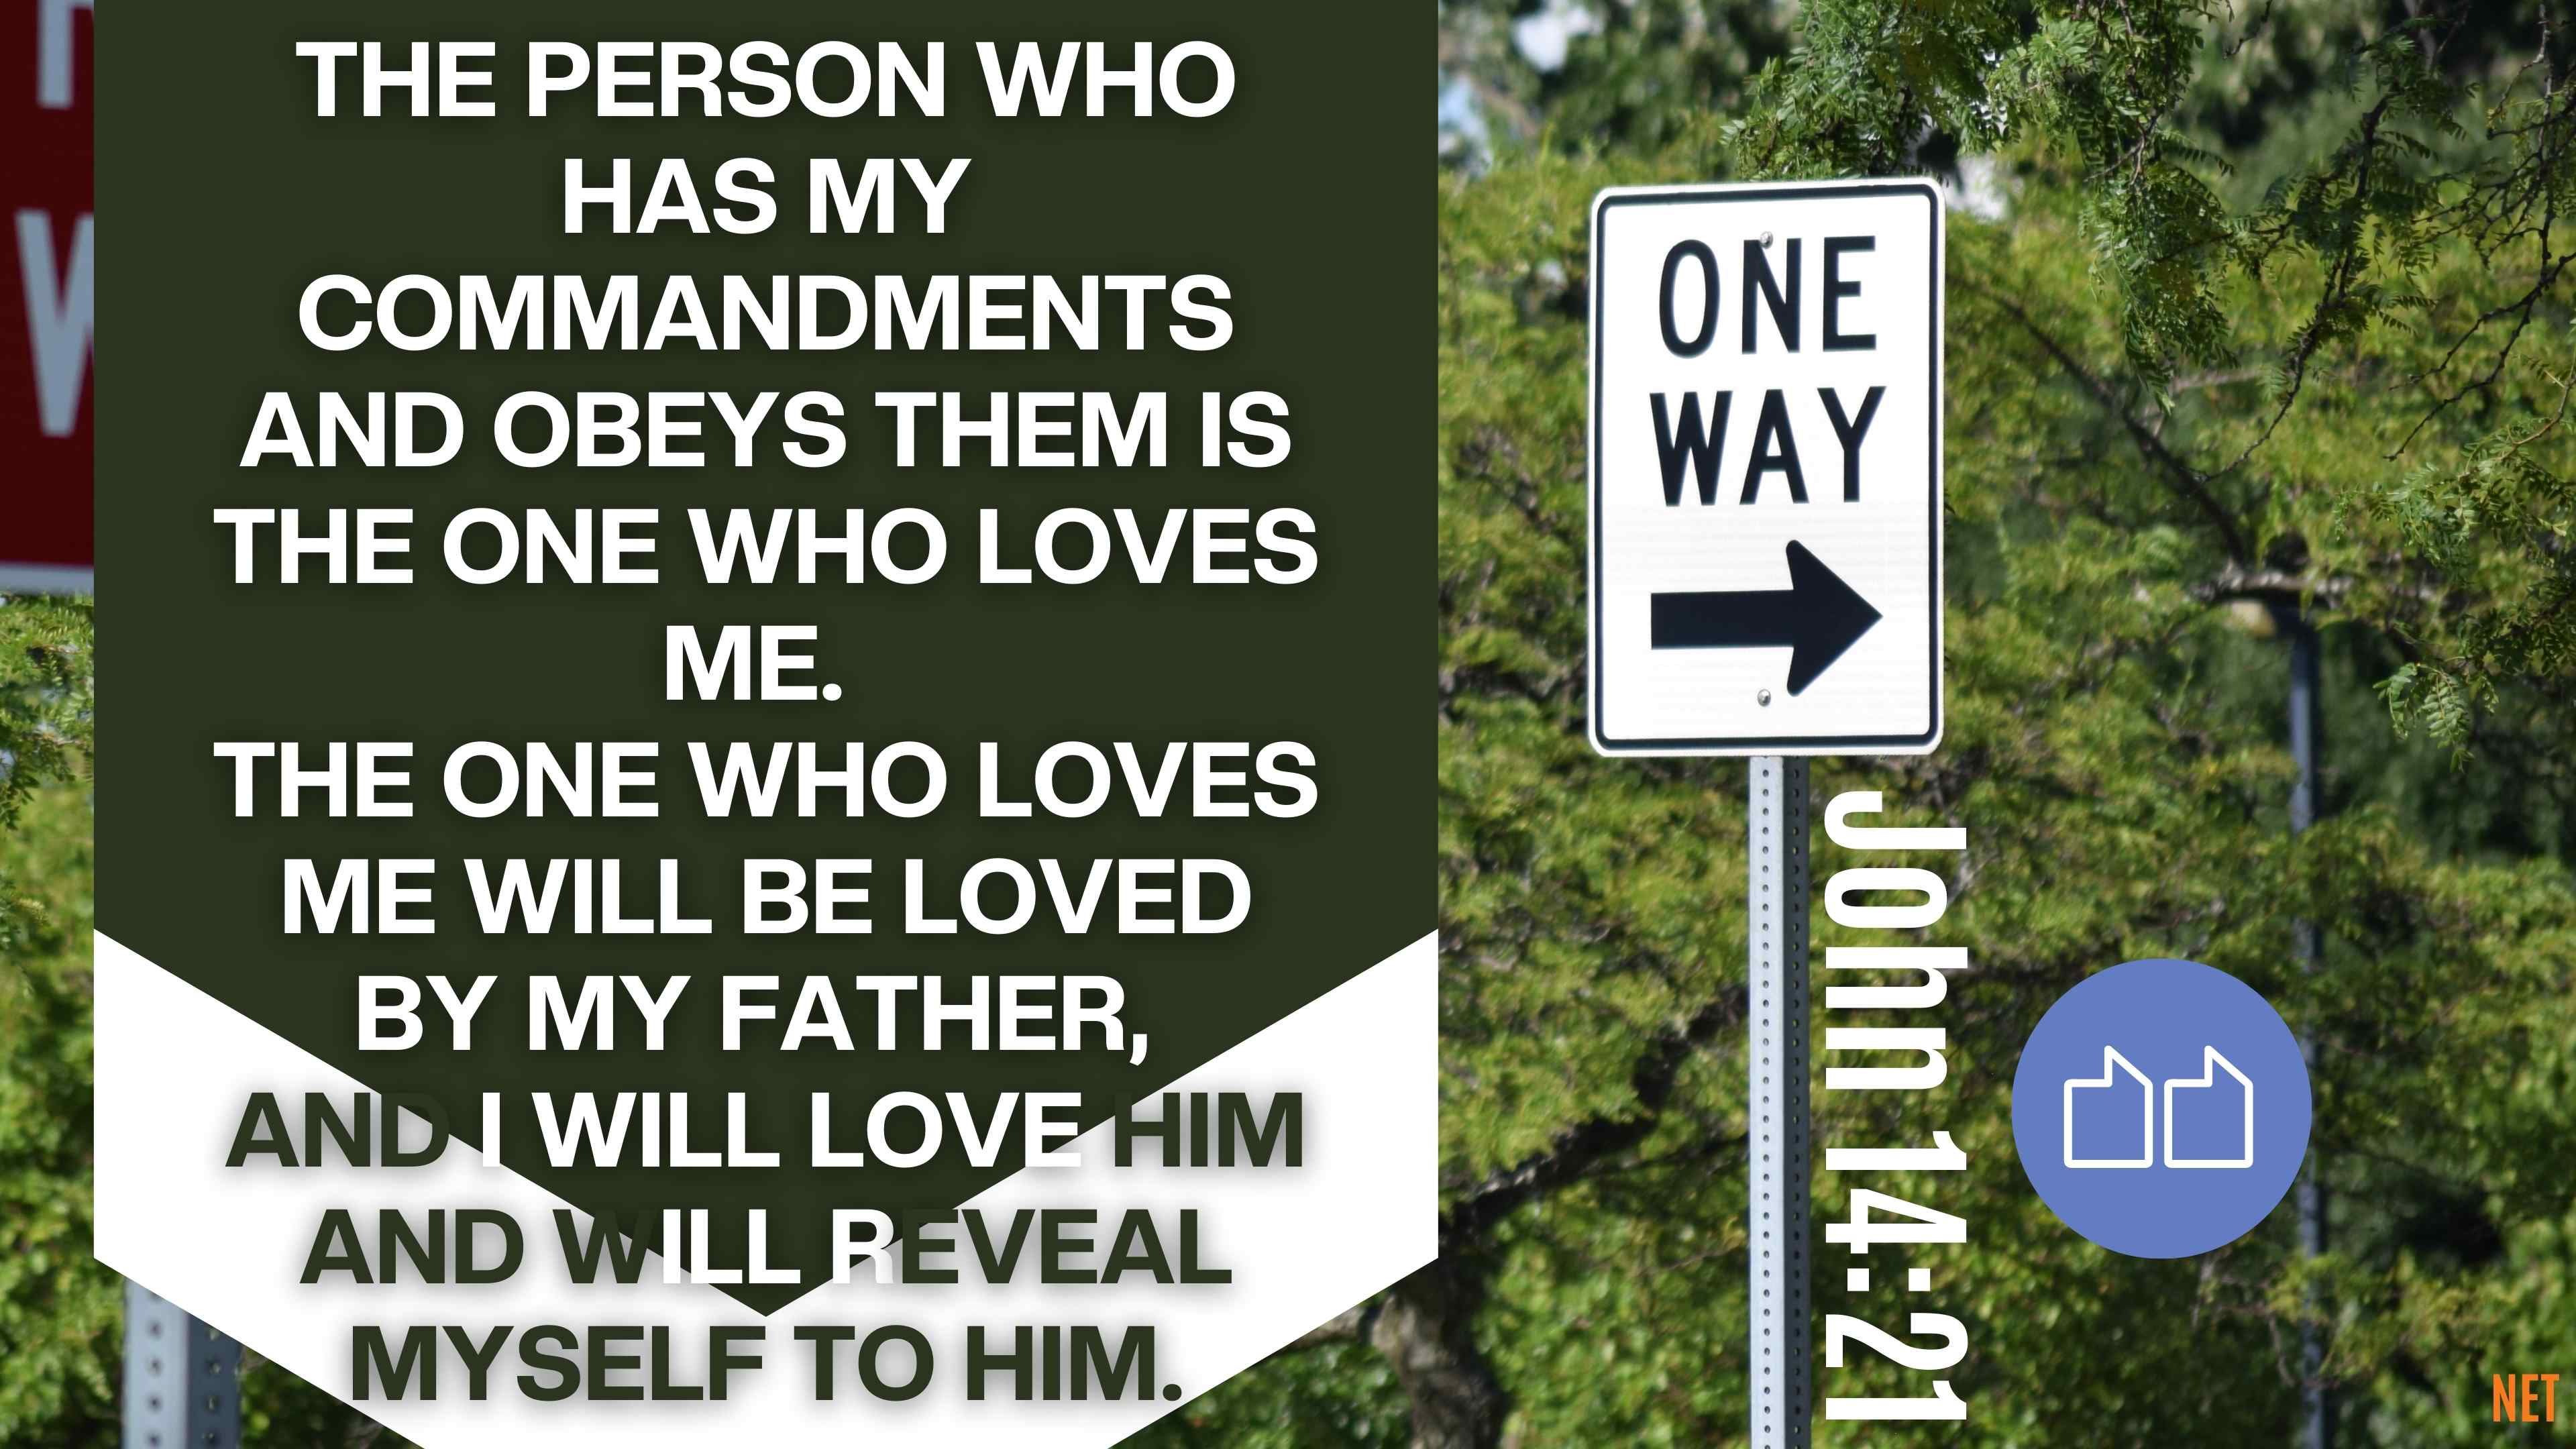 THE PERSON WHO
HAS MY
COMMANDMENTS
AND OBEYS THEM IS
THE ONE WHO LOVES
ME.
THE ONE WHO LOVES
ME WILL BE LOVED
BY MY FATHER,
AND I WILL LOVE HIM
AND WILL REVEAL
MYSELF TO HIM.
ONE
WAY
John 14:21
NET